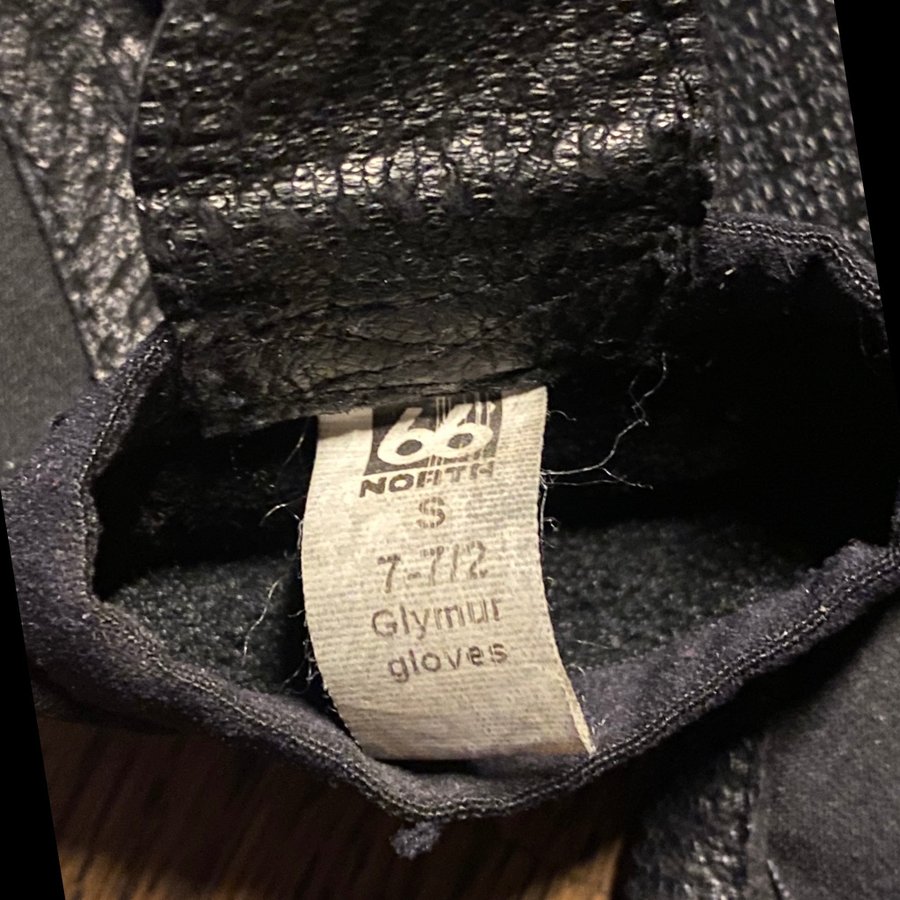 66
NORTH
S
7-7/2
Glymur
gloves